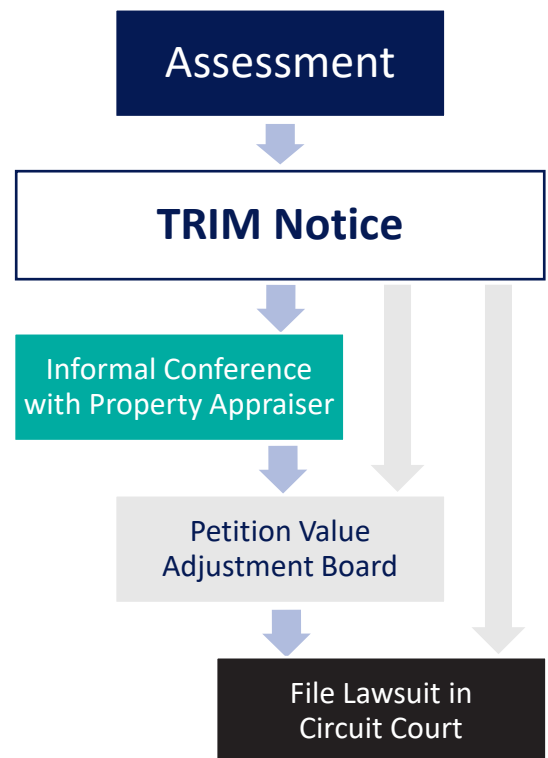 Assessment
TRIM Notice
Informal Conference
with Property Appraiser
Petition Value
Adjustment Board
File Lawsuit in
Circuit Court